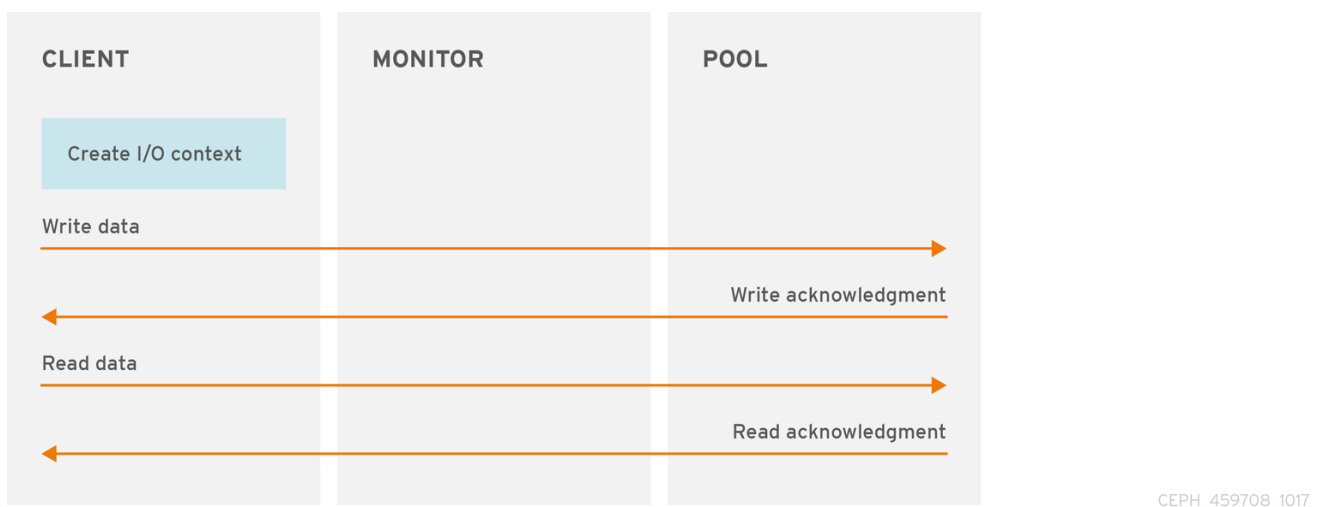 CLIENT
MONITOR
POOL
Create I/O context
Write data
Write acknowledgment
Read data
Read acknowledgment
CEPH 459708 1017